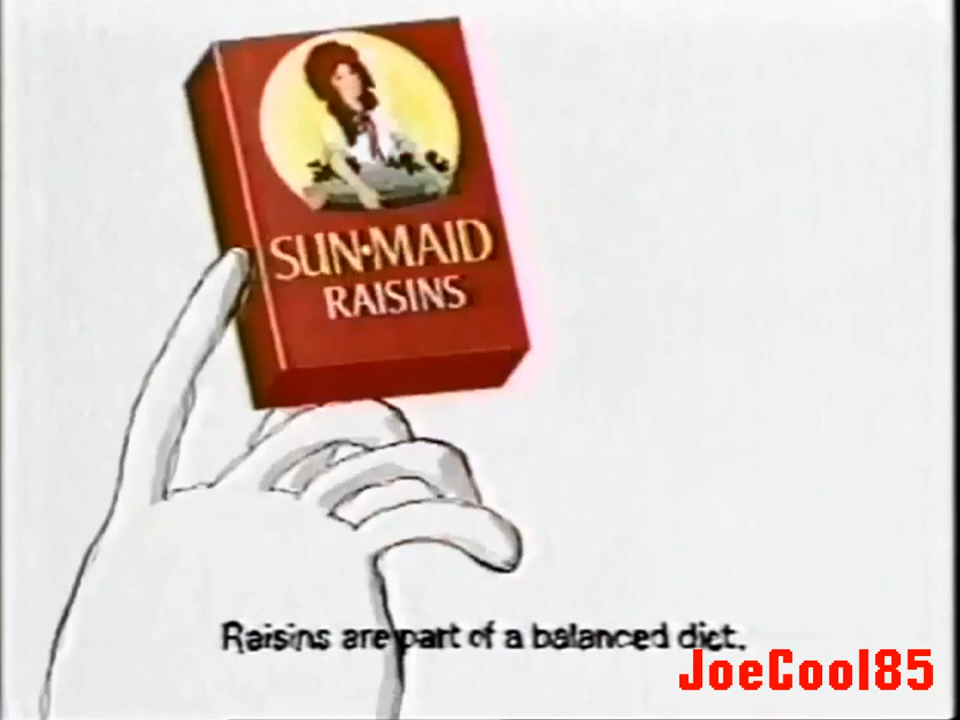 SUN•MAID
RAISINS
Raisins are part of a balanced diet.
JoeCool85